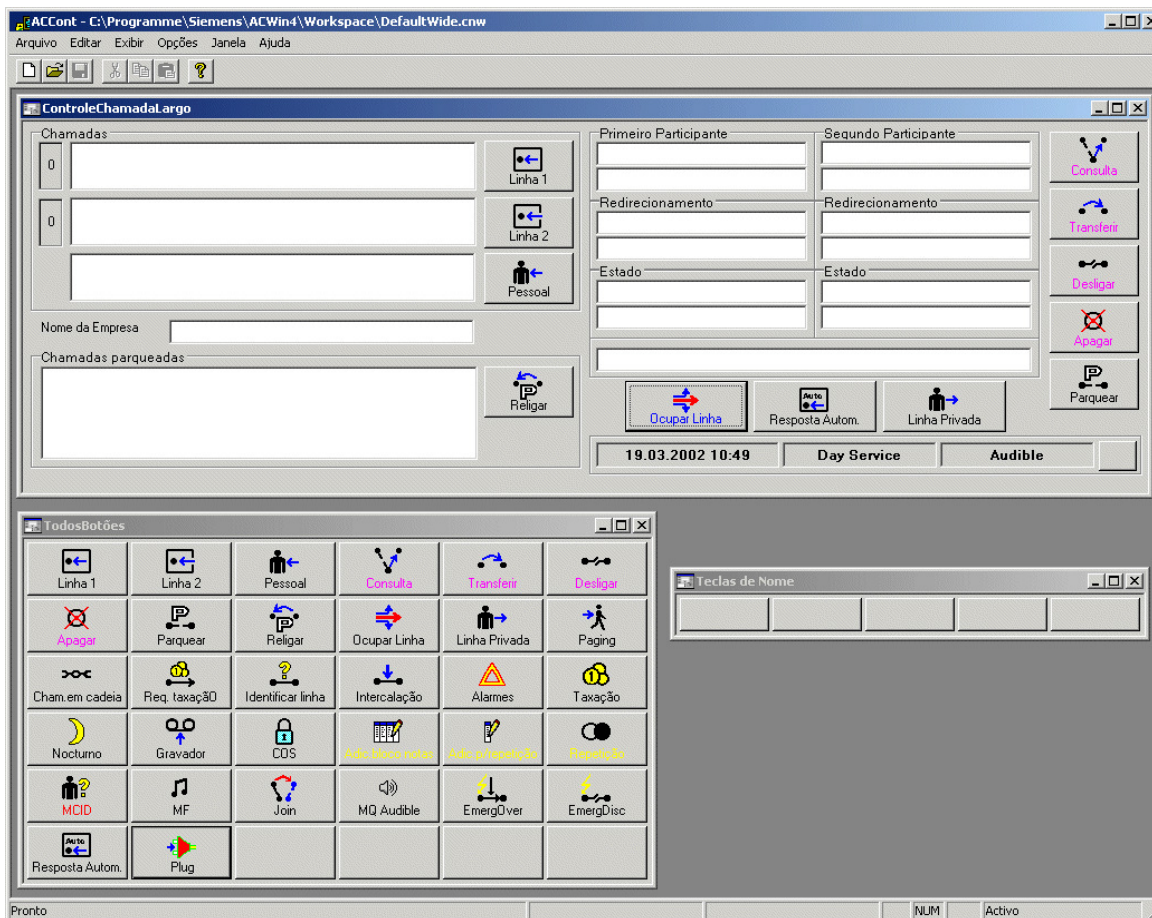 ACCont - C:\Programme\Siemens\ACWin4\Workspace\DefaultWide.cnw
Arquivo Editar Exibir Opções Janela Ajuda
ControleChamadaLargo
Chamadas
0
Linha 1
0
Linha 2
Pessoal
Nome da Empresa
Chamadas parqueadas
Religar
Primeiro Participante
Segundo Participante
Redirecionamento
Redirecionamento
Estado
Estado
Consulta
Transferir
Desligar
Apagar
Parquear
Ocupar Linha
Auto
Resposta Autom.
Linha Privada
19.03.2002 10:49
Day Service
Audible
TodosBotões
Linha 1 Linha 2 Pessoal Consulta Transferir Desligar
Apagar Parquear Religar Ocupar Linha Linha Privada Paging
Cham.em cadeia Req. taxaçãO Identificar linha Intercalação Alarmes Taxação
Nocturno Gravador COS Adic.bloco notas Adic p/repetição Repetição
MCID MF Join MQ Audible EmergOver EmergDisc
Auto
Resposta Autom. Plug
Teclas de Nome
Pronto
NUM
Activo